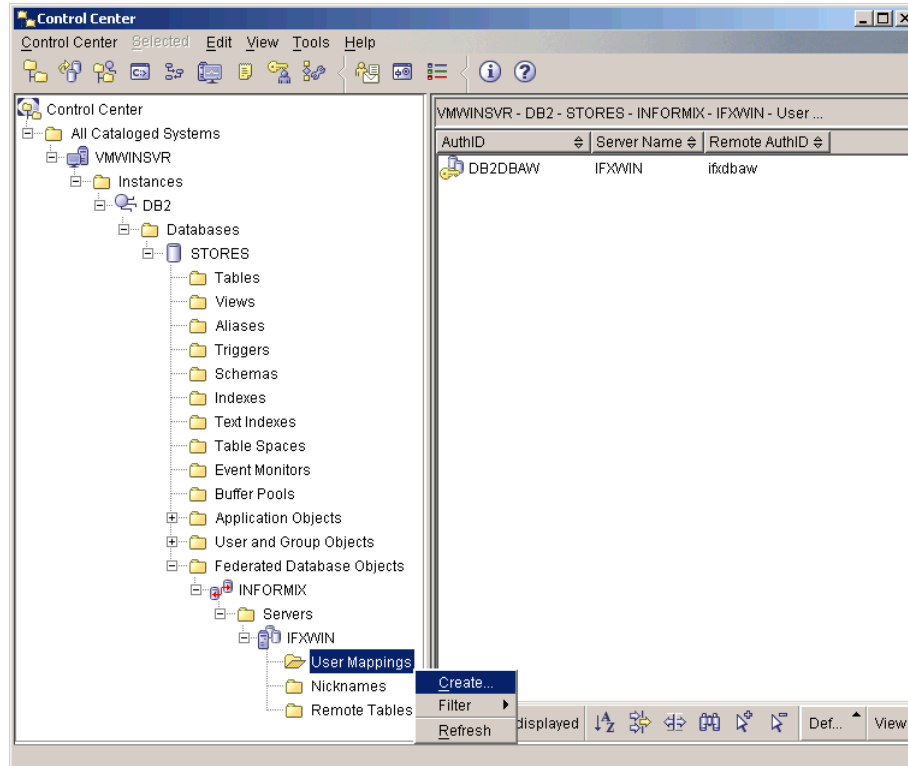 Control Center
Control Center Selected Edit View Tools Help
Control Center
All Cataloged Systems
VMWINSVR
Instances
DB2
Databases
STORES
Tables
Views
Aliases
Triggers
Schemas
Indexes
Text Indexes
Table Spaces
Event Monitors
Buffer Pools
Application Objects
User and Group Objects
Federated Database Objects
INFORMIX
Servers
IFXWIN
User Mappings
Nicknames
Remote Tables
VMWINSVR - DB2 - STORES - INFORMIX - IFXWIN - User ...
AuthID Server Name Remote AuthID
DB2DBAW IFXWIN ifxdbaw
Create...
Filter
Refresh
displayed Def... View